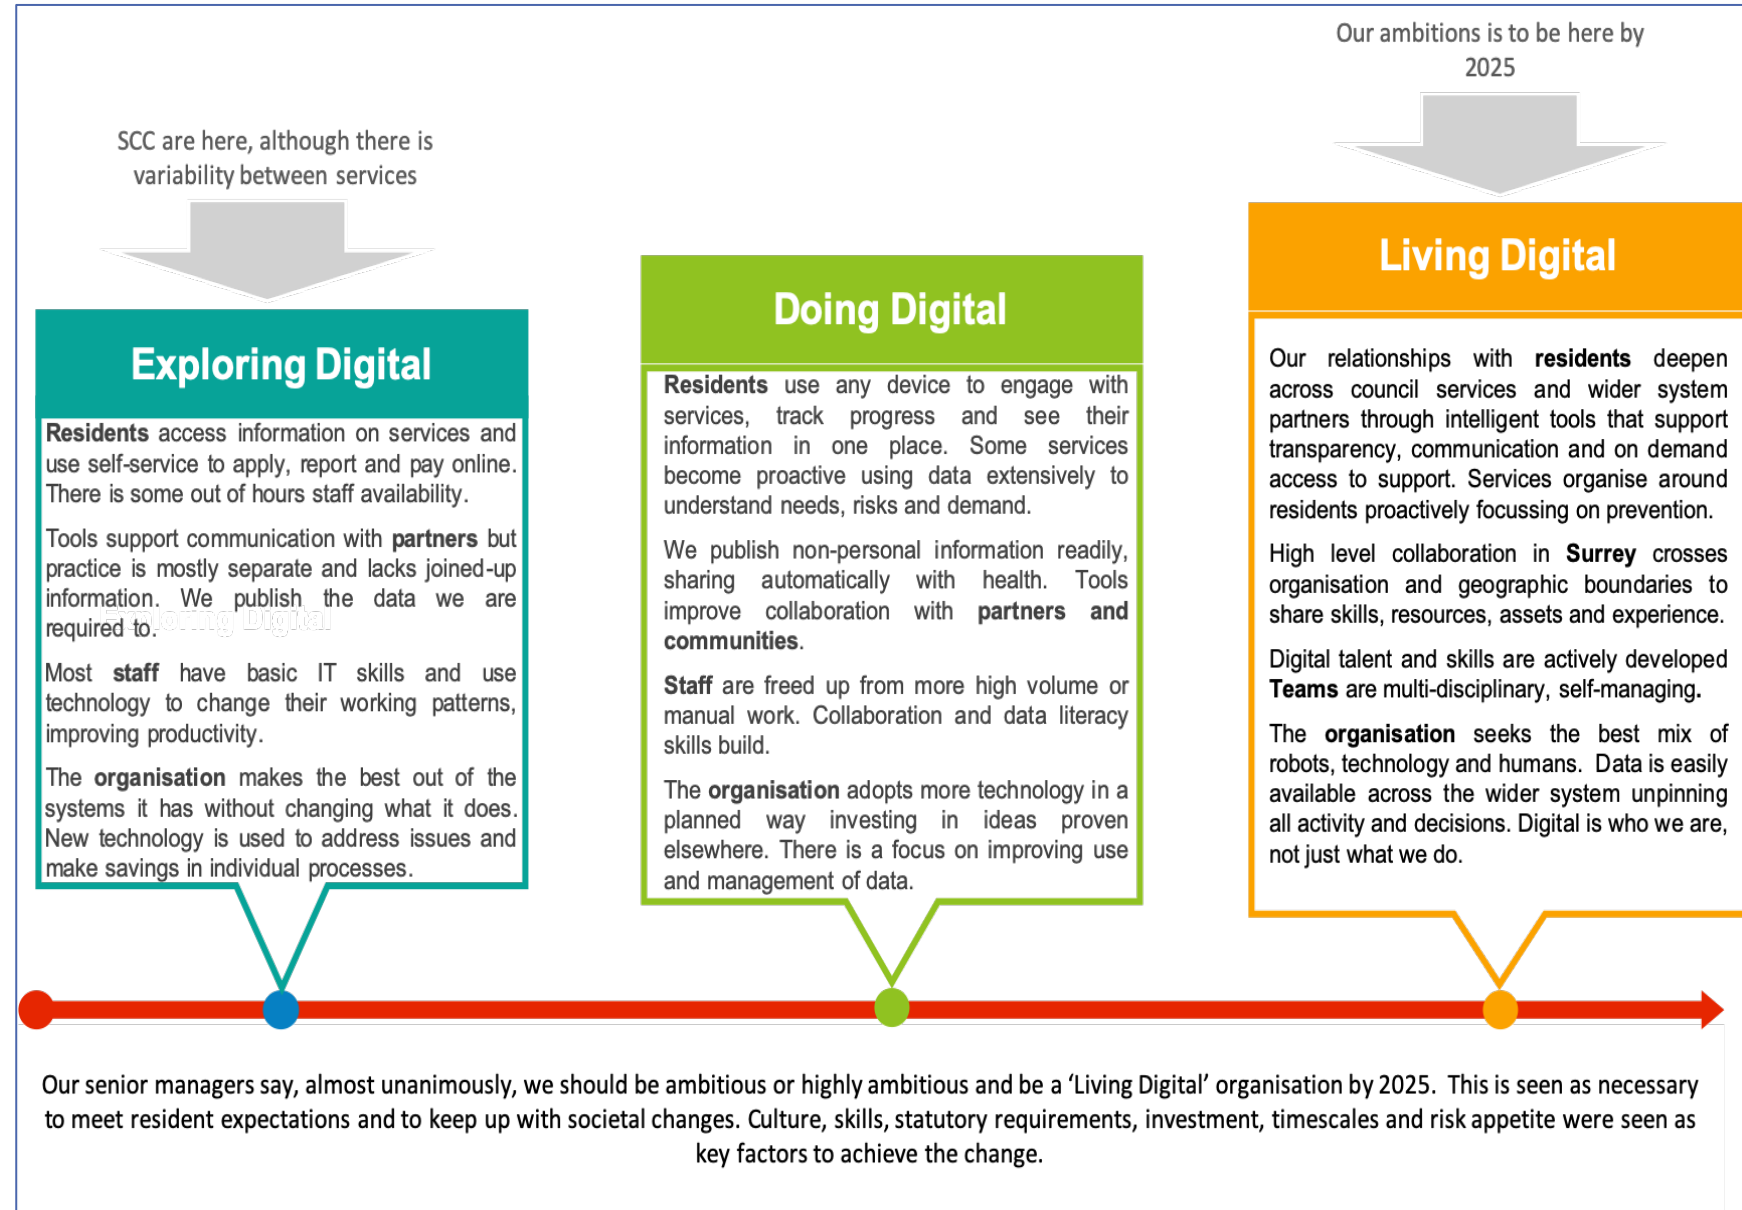 Our ambitions is to be here by
2025
SCC are here, although there is
variability between services
Exploring Digital
Residents access information on services and
use self-service to apply, report and pay online.
There is some out of hours staff availability.
Tools support communication with partners but
practice is mostly separate and lacks joined-up
information. We publish the data we are
required to.
Exploring Digital
Most staff have basic IT skills and use
technology to change their working patterns,
improving productivity.
The organisation makes the best out of the
systems it has without changing what it does.
New technology is used to address issues and
make savings in individual processes.
Doing Digital
Residents use any device to engage with
services, track progress and see their
information in one place. Some services
become proactive using data extensively to
understand needs, risks and demand.
We publish non-personal information readily,
sharing automatically with health. Tools
improve collaboration with partners and
communities.
Staff are freed up from more high volume or
manual work. Collaboration and data literacy
skills build.
The organisation adopts more technology in a
planned way investing in ideas proven
elsewhere. There is a focus on improving use
and management of data.
Living Digital
Our relationships with residents deepen
across council services and wider system
partners through intelligent tools that support
transparency, communication and on demand
access to support. Services organise around
residents proactively focussing on prevention.
High level collaboration in Surrey crosses
organisation and geographic boundaries to
share skills, resources, assets and experience.
Digital talent and skills are actively developed
Teams are multi-disciplinary, self-managing.
The organisation seeks the best mix of
robots, technology and humans. Data is easily
available across the wider system unpinning
all activity and decisions. Digital is who we are,
not just what we do.
Our senior managers say, almost unanimously, we should be ambitious or highly ambitious and be a ‘Living Digital’ organisation by 2025. This is seen as necessary
to meet resident expectations and to keep up with societal changes. Culture, skills, statutory requirements, investment, timescales and risk appetite were seen as
key factors to achieve the change.